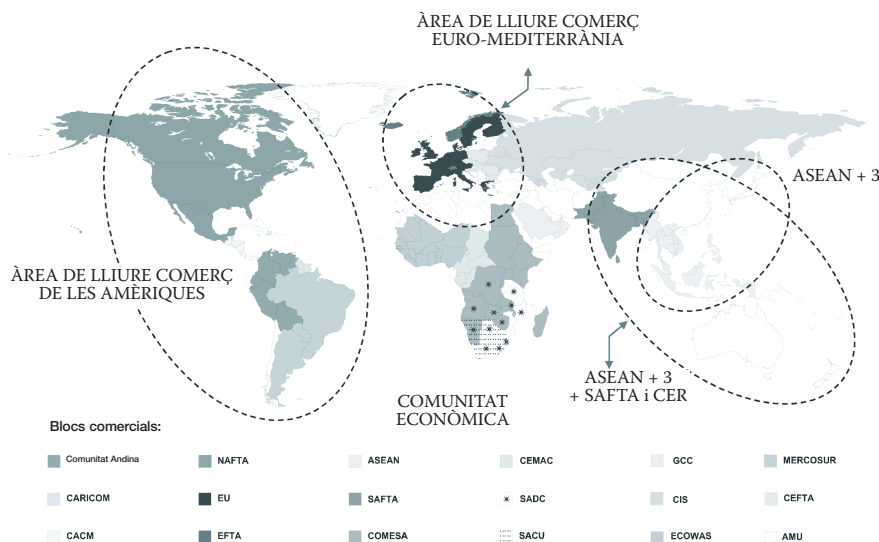 ÀREA DE LLIURE COMERÇ
EURO-MEDITERRÀNIA
ASEAN + 3
ÀREA DE LLIURE COMERÇ
DE LES AMÈRIQUES
ASEAN + 3
+ SAFTA i CER
COMUNITAT
ECONÒMICA
Blocs comercials:
Comunitat Andina
NAFTA
ASEAN
CEMAC
GCC
MERCOSUR
CARICOM
EU
SAFTA
SADC
CIS
CEFTA
CACM
EFTA
COMESA
SACU
ECOWAS
AMU